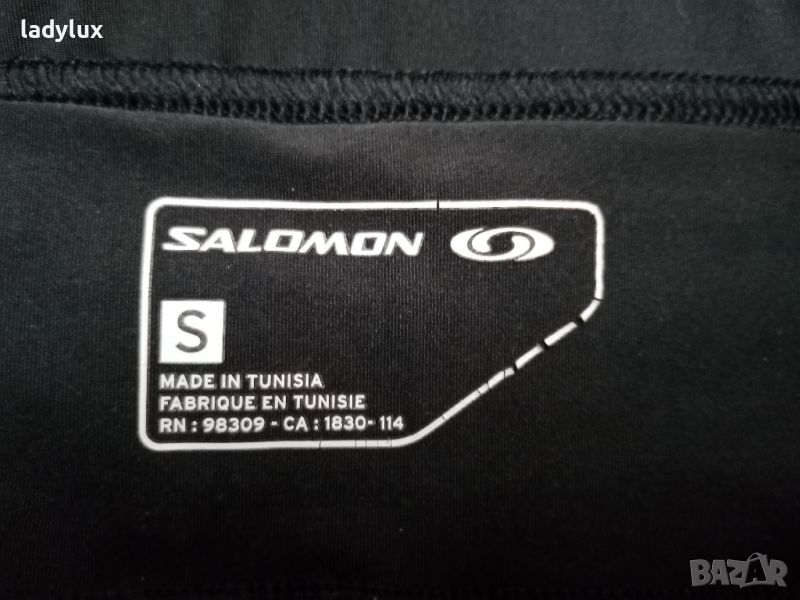 ladylux
SALOMON
S
MADE IN TUNISIA
FABRIQUE EN TUNISIE
RN : 98309 - CA : 1830- 114
BAZAR